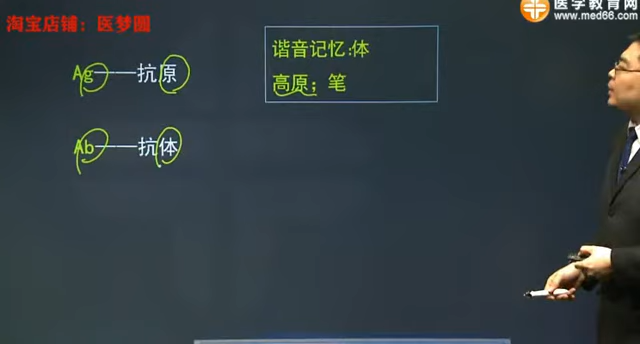 淘宝店铺：医梦圆
医学教育网
www.med66.com
Ag——抗原
Ab——抗体
谐音记忆:体
高原；笔